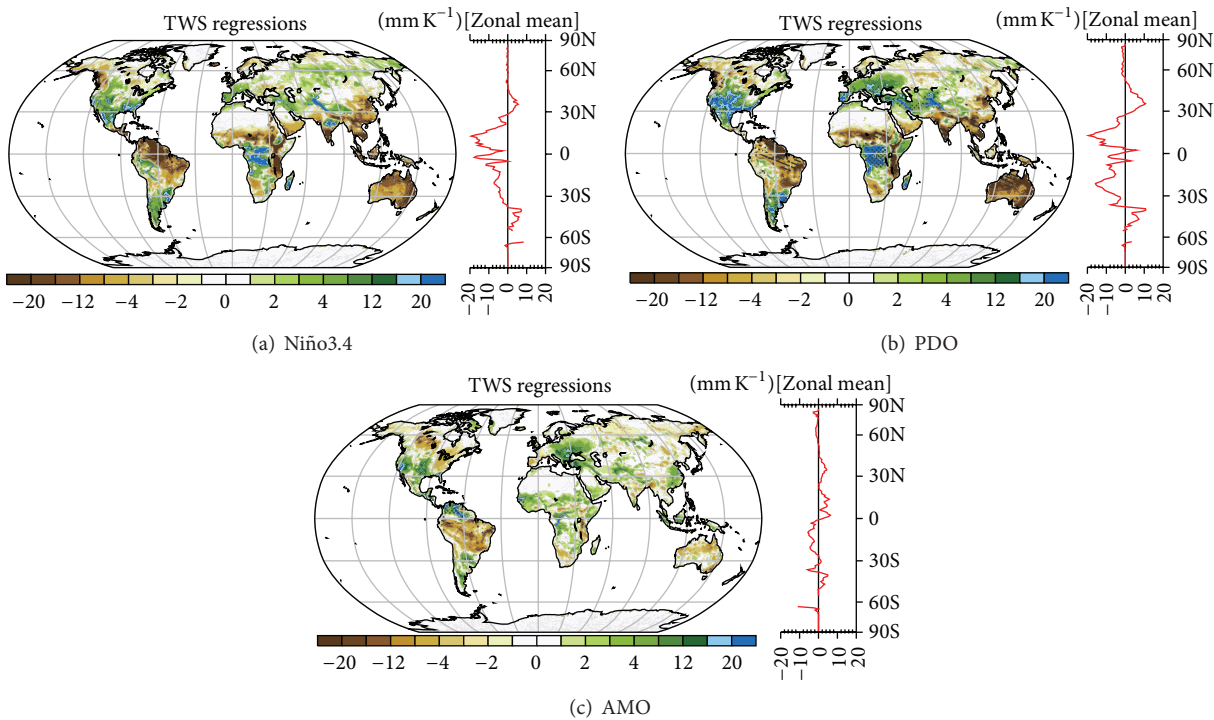 TWS regressions (mm K−1)[Zonal mean]
90N
60N
30N
0
30S
60S
90S
−20 −12 −4 −2 0 2 4 12 20
−20 −10 0 10 20
(a) Niño3.4
TWS regressions (mm K−1)[Zonal mean]
90N
60N
30N
0
30S
60S
90S
−20 −12 −4 −2 0 2 4 12 20
−20 −10 0 10 20
(b) PDO
TWS regressions (mm K−1)[Zonal mean]
90N
60N
30N
0
30S
60S
90S
−20 −12 −4 −2 0 2 4 12 20
−20 −10 0 10 20
(c) AMO